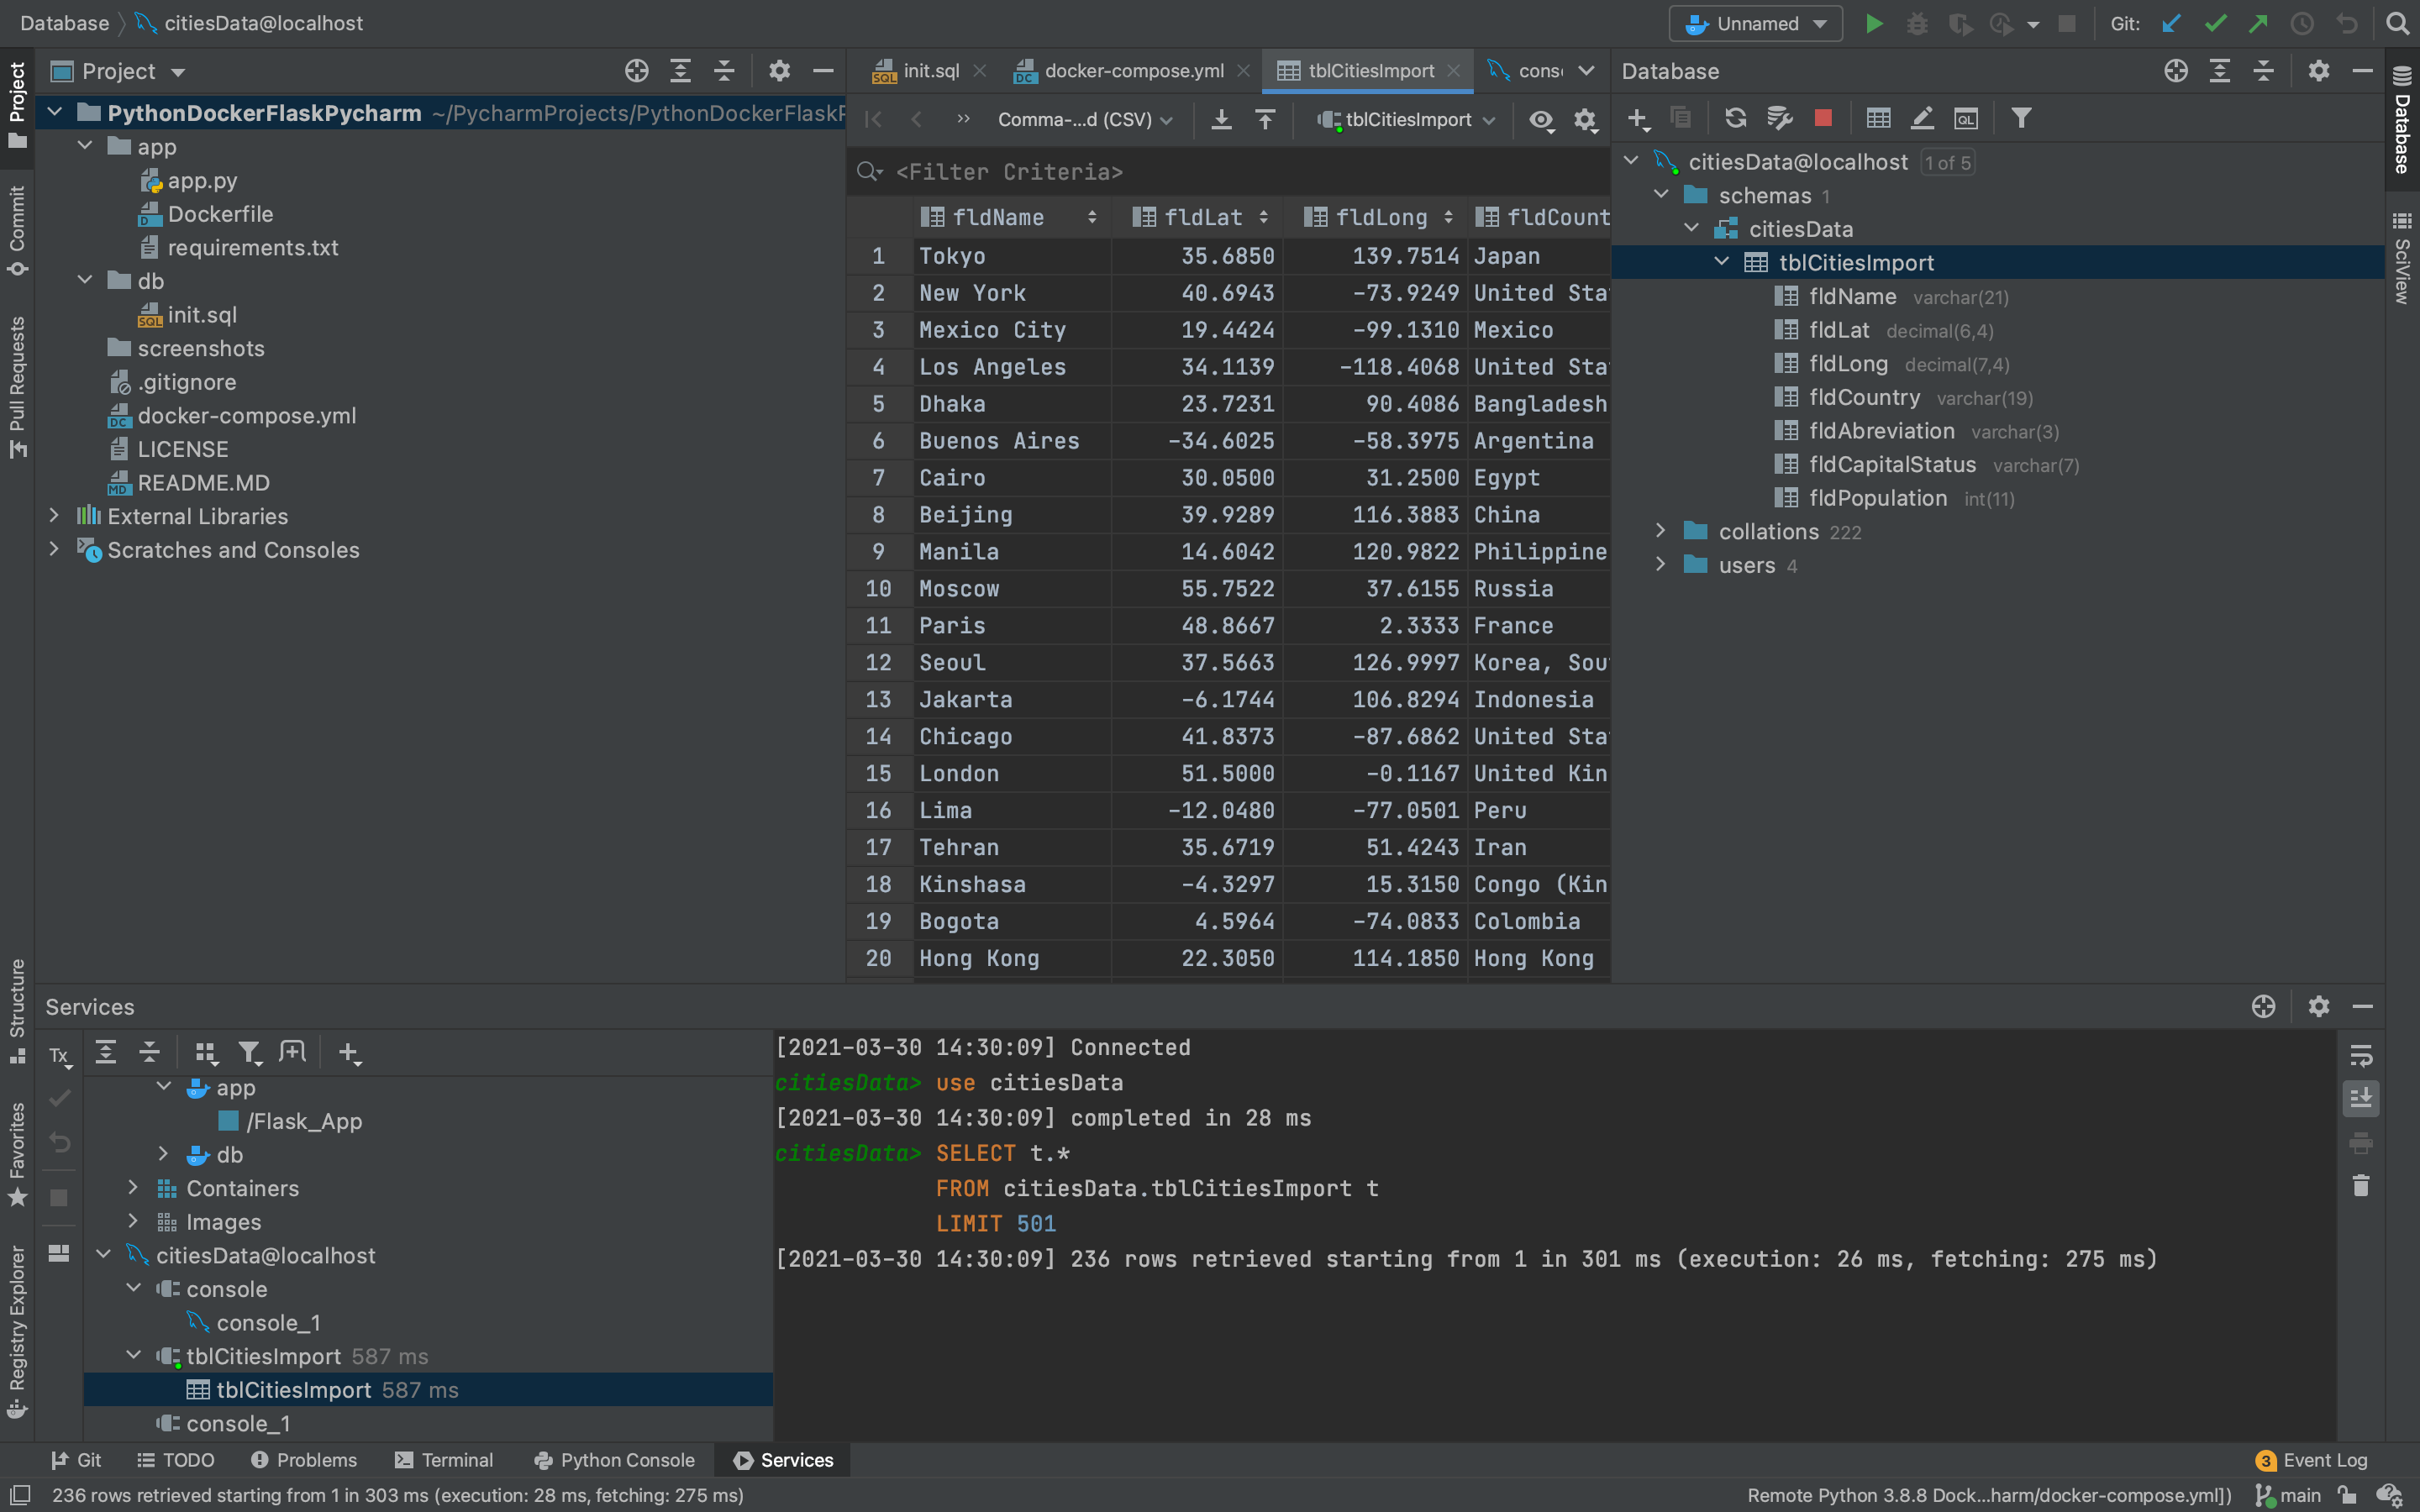 Database citiesData@localhost Unnamed Git:
Project
Commit
Pull Requests
Structure
Favorites
Registry Explorer
Project
PythonDockerFlaskPycharm ~/PycharmProjects/PythonDockerFlaskP
app
app.py
Dockerfile
requirements.txt
db
init.sql
screenshots
.gitignore
docker-compose.yml
LICENSE
README.MD
External Libraries
Scratches and Consoles
init.sql docker-compose.yml tblCitiesImport cons
Comma-...d (CSV) tblCitiesImport
<Filter Criteria>
fldName fldLat fldLong fldCount
1 Tokyo 35.6850 139.7514 Japan
2 New York 40.6943 -73.9249 United Sta
3 Mexico City 19.4424 -99.1310 Mexico
4 Los Angeles 34.1139 -118.4068 United Sta
5 Dhaka 23.7231 90.4086 Bangladesh
6 Buenos Aires -34.6025 -58.3975 Argentina
7 Cairo 30.0500 31.2500 Egypt
8 Beijing 39.9289 116.3883 China
9 Manila 14.6042 120.9822 Philippine
10 Moscow 55.7522 37.6155 Russia
11 Paris 48.8667 2.3333 France
12 Seoul 37.5663 126.9997 Korea, Sou
13 Jakarta -6.1744 106.8294 Indonesia
14 Chicago 41.8373 -87.6862 United Sta
15 London 51.5000 -0.1167 United Kin
16 Lima -12.0480 -77.0501 Peru
17 Tehran 35.6719 51.4243 Iran
18 Kinshasa -4.3297 15.3150 Congo (Kin
19 Bogota 4.5964 -74.0833 Colombia
20 Hong Kong 22.3050 114.1850 Hong Kong
Database
QL
citiesData@localhost 1 of 5
schemas 1
citiesData
tblCitiesImport
fldName varchar(21)
fldLat decimal(6,4)
fldLong decimal(7,4)
fldCountry varchar(19)
fldAbreviation varchar(3)
fldCapitalStatus varchar(7)
fldPopulation int(11)
collations 222
users 4
Database
SciView
Services
Tx
app
/Flask_App
db
Containers
Images
citiesData@localhost
console
console_1
tblCitiesImport 587 ms
tblCitiesImport 587 ms
console_1
[2021-03-30 14:30:09] Connected
citiesData> use citiesData
[2021-03-30 14:30:09] completed in 28 ms
citiesData> SELECT t.*
FROM citiesData.tblCitiesImport t
LIMIT 501
[2021-03-30 14:30:09] 236 rows retrieved starting from 1 in 301 ms (execution: 26 ms, fetching: 275 ms)
Git TODO Problems Terminal Python Console Services 3 Event Log
236 rows retrieved starting from 1 in 303 ms (execution: 28 ms, fetching: 275 ms) Remote Python 3.8.8 Dock...harm/docker-compose.yml]) main